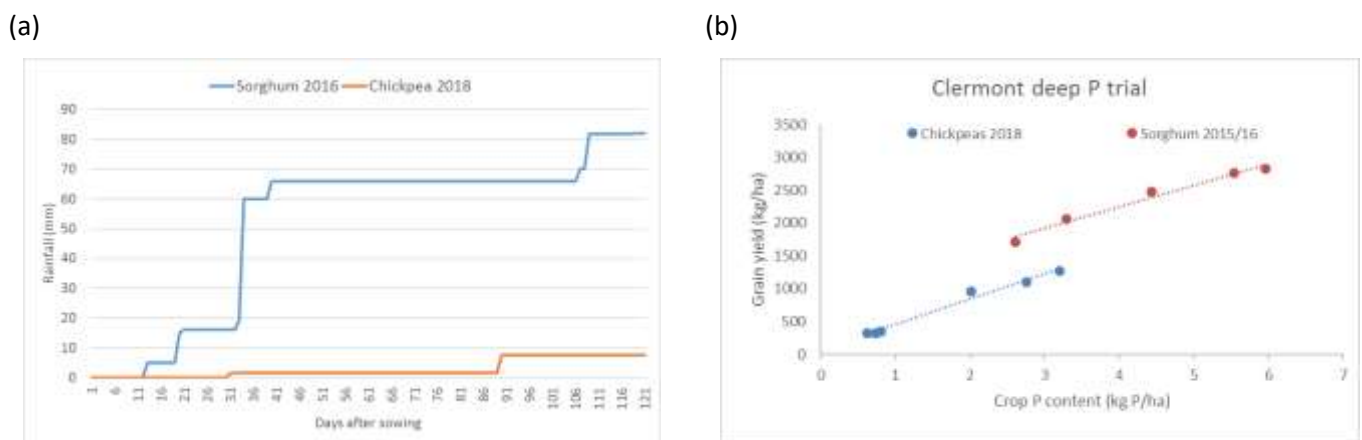 (a)
(b)
Sorghum 2016 Chickpea 2018
90
80
70
60
50
40
30
20
10
0
Rainfall (mm)
1 6 11 16 21 26 31 36 41 46 51 56 61 66 71 76 81 86 91 96 101 106 111 116 121
Days after sowing
Clermont deep P trial
Chickpeas 2018 Sorghum 2015/16
3500
3000
2500
2000
1500
1000
500
0
Grain yield (kg/ha)
0 1 2 3 4 5 6 7
Crop P content (kg P/ha)